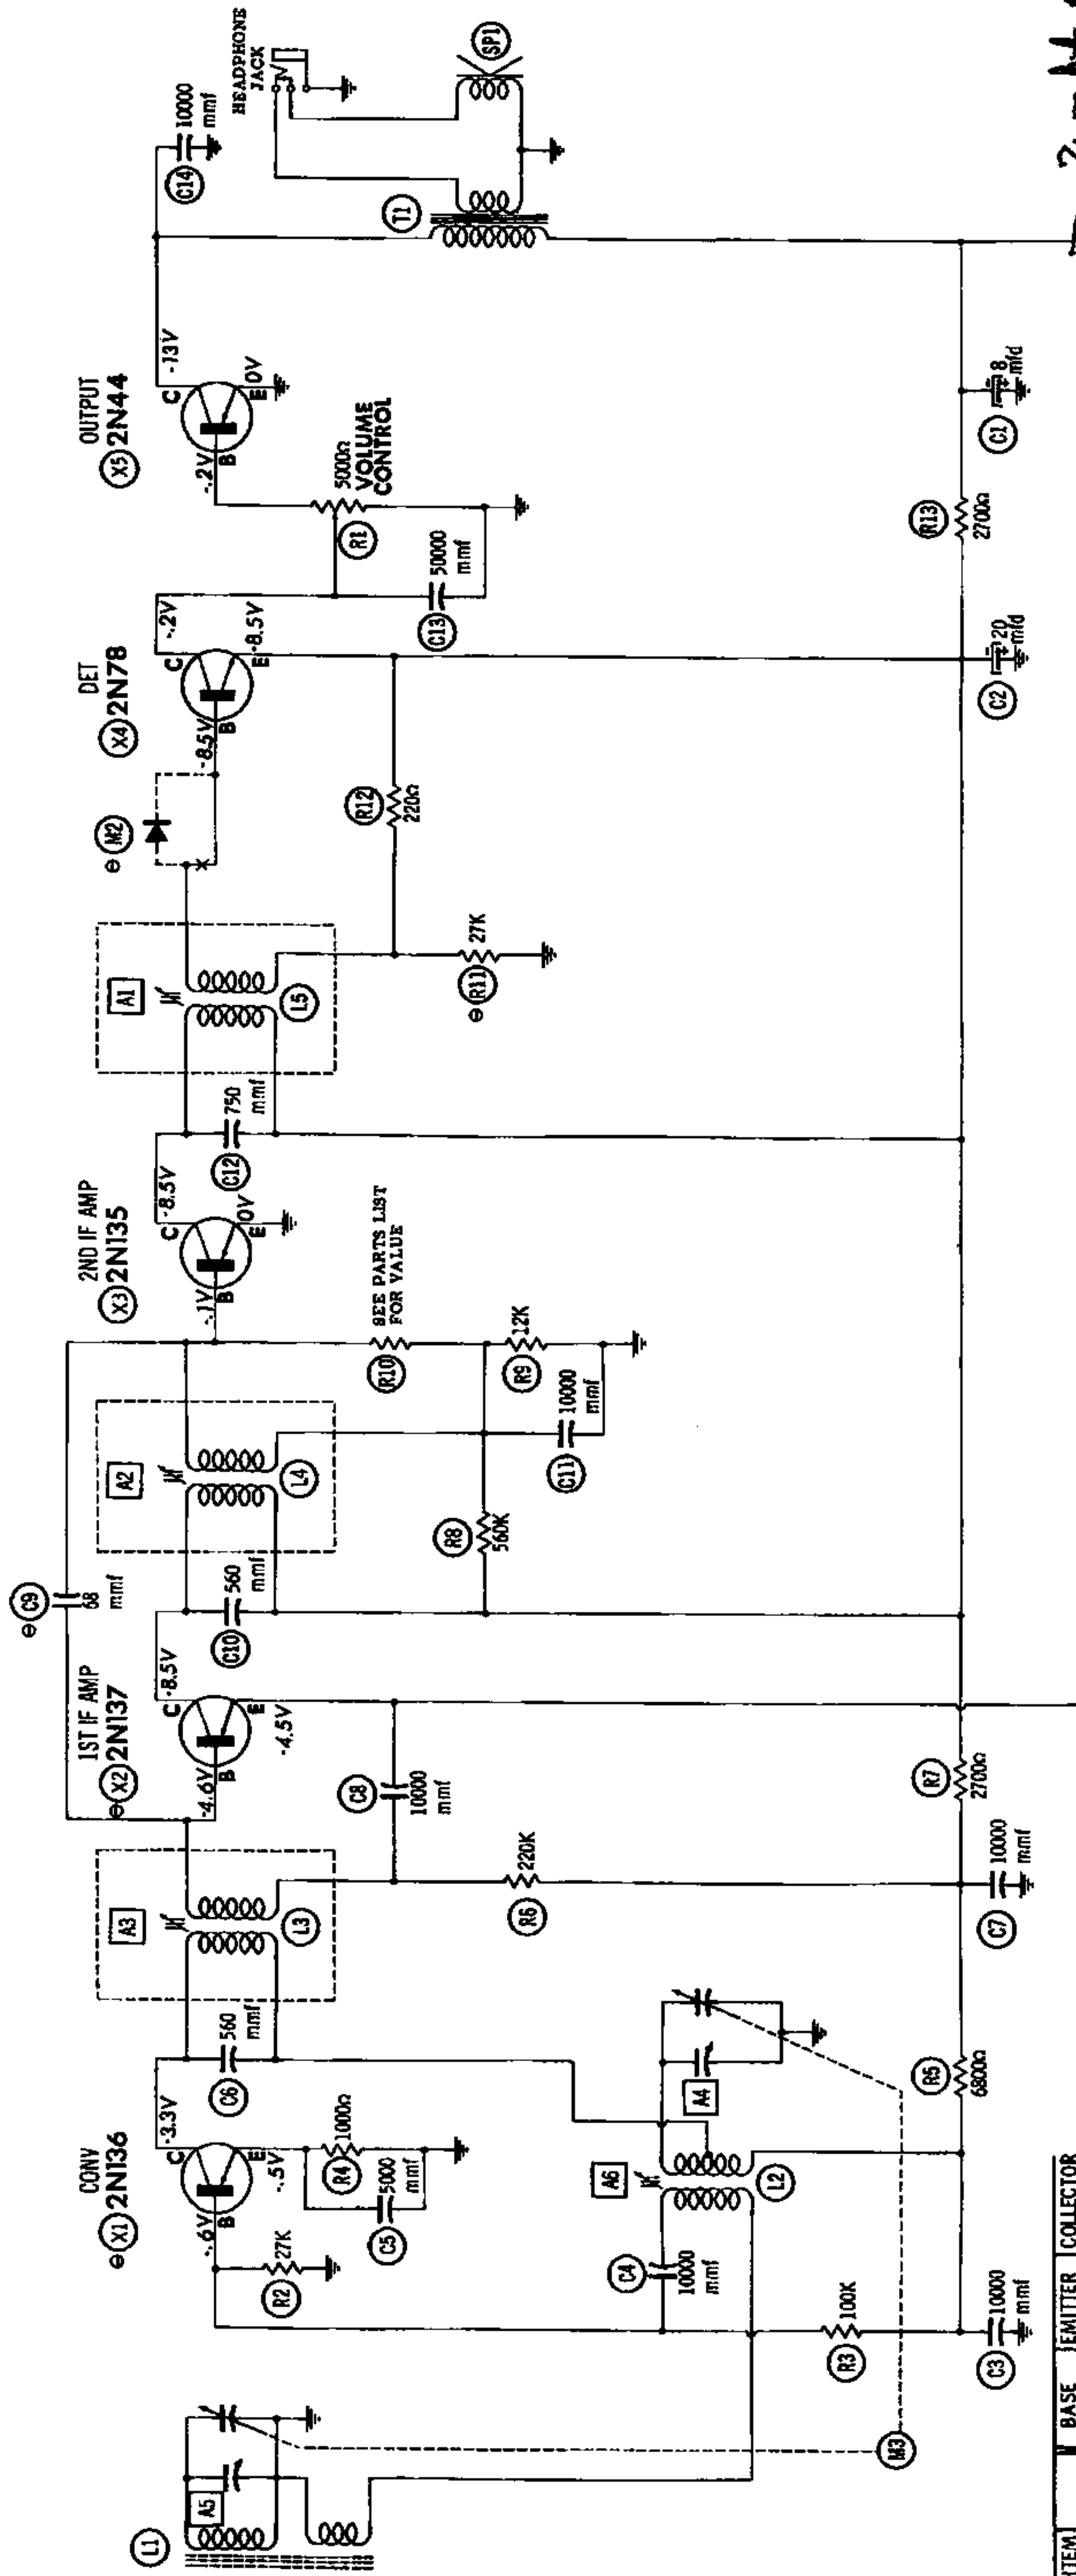 CONV
⊖ X1 2N136
-3.3V
C
-.6V
B
E
-.5V
R2
27K
R4
1000Ω
C5
5000
mmf
C6
560
mmf
L1
A5
M3
C4
10000
mmf
A6
L2
A4
R3
100K
C3
10000
mmf
R5
6800Ω
A3
L3
1ST IF AMP
⊖ X2 2N137
-8.5V
C
-4.6V
B
E
-4.5V
⊖ C9
68
mmf
C8
10000
mmf
R6
220K
C7
10000
mmf
R7
2700Ω
C10
560
mmf
A2
L4
R8
560K
C11
10000
mmf
R10
SEE PARTS LIST
FOR VALUE
R9
12K
2ND IF AMP
X3 2N135
-8.5V
C
-.1V
B
E
0V
C12
750
mmf
A1
L5
⊖ R11
27K
⊖ M2
DET
X4 2N78
-.2V
C
-8.5V
B
E
-8.5V
R12
220Ω
C13
50000
mmf
R1
5000Ω
VOLUME
CONTROL
C2
20
mfd
R13
2700Ω
C1
8
mfd
OUTPUT
X5 2N44
-13V
C
-.2V
B
E
0V
C14
10000
mmf
T1
HEADPHONE
JACK
SP1
ITEM
BASE
EMITTER
COLLECTOR